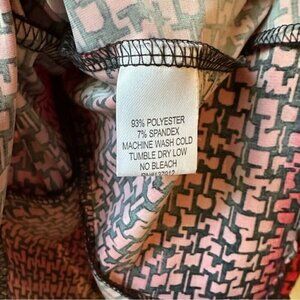 93% POLYESTER
7% SPANDEX
MACHINE WASH COLD
TUMBLE DRY LOW
NO BLEACH